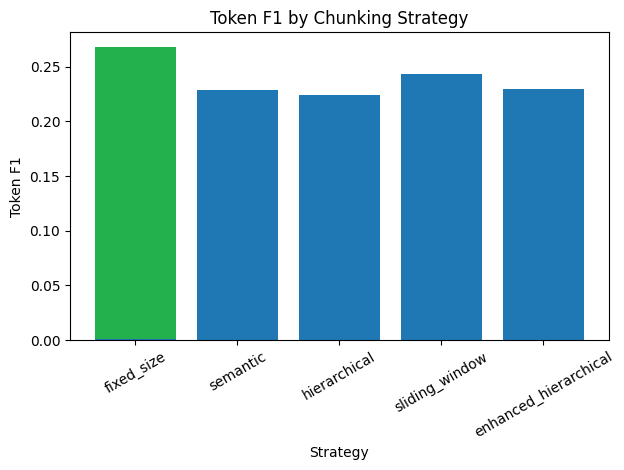 Token F1 by Chunking Strategy
Token F1
0.25
0.20
0.15
0.10
0.05
0.00
fixed_size
semantic
hierarchical
sliding_window
enhanced_hierarchical
Strategy